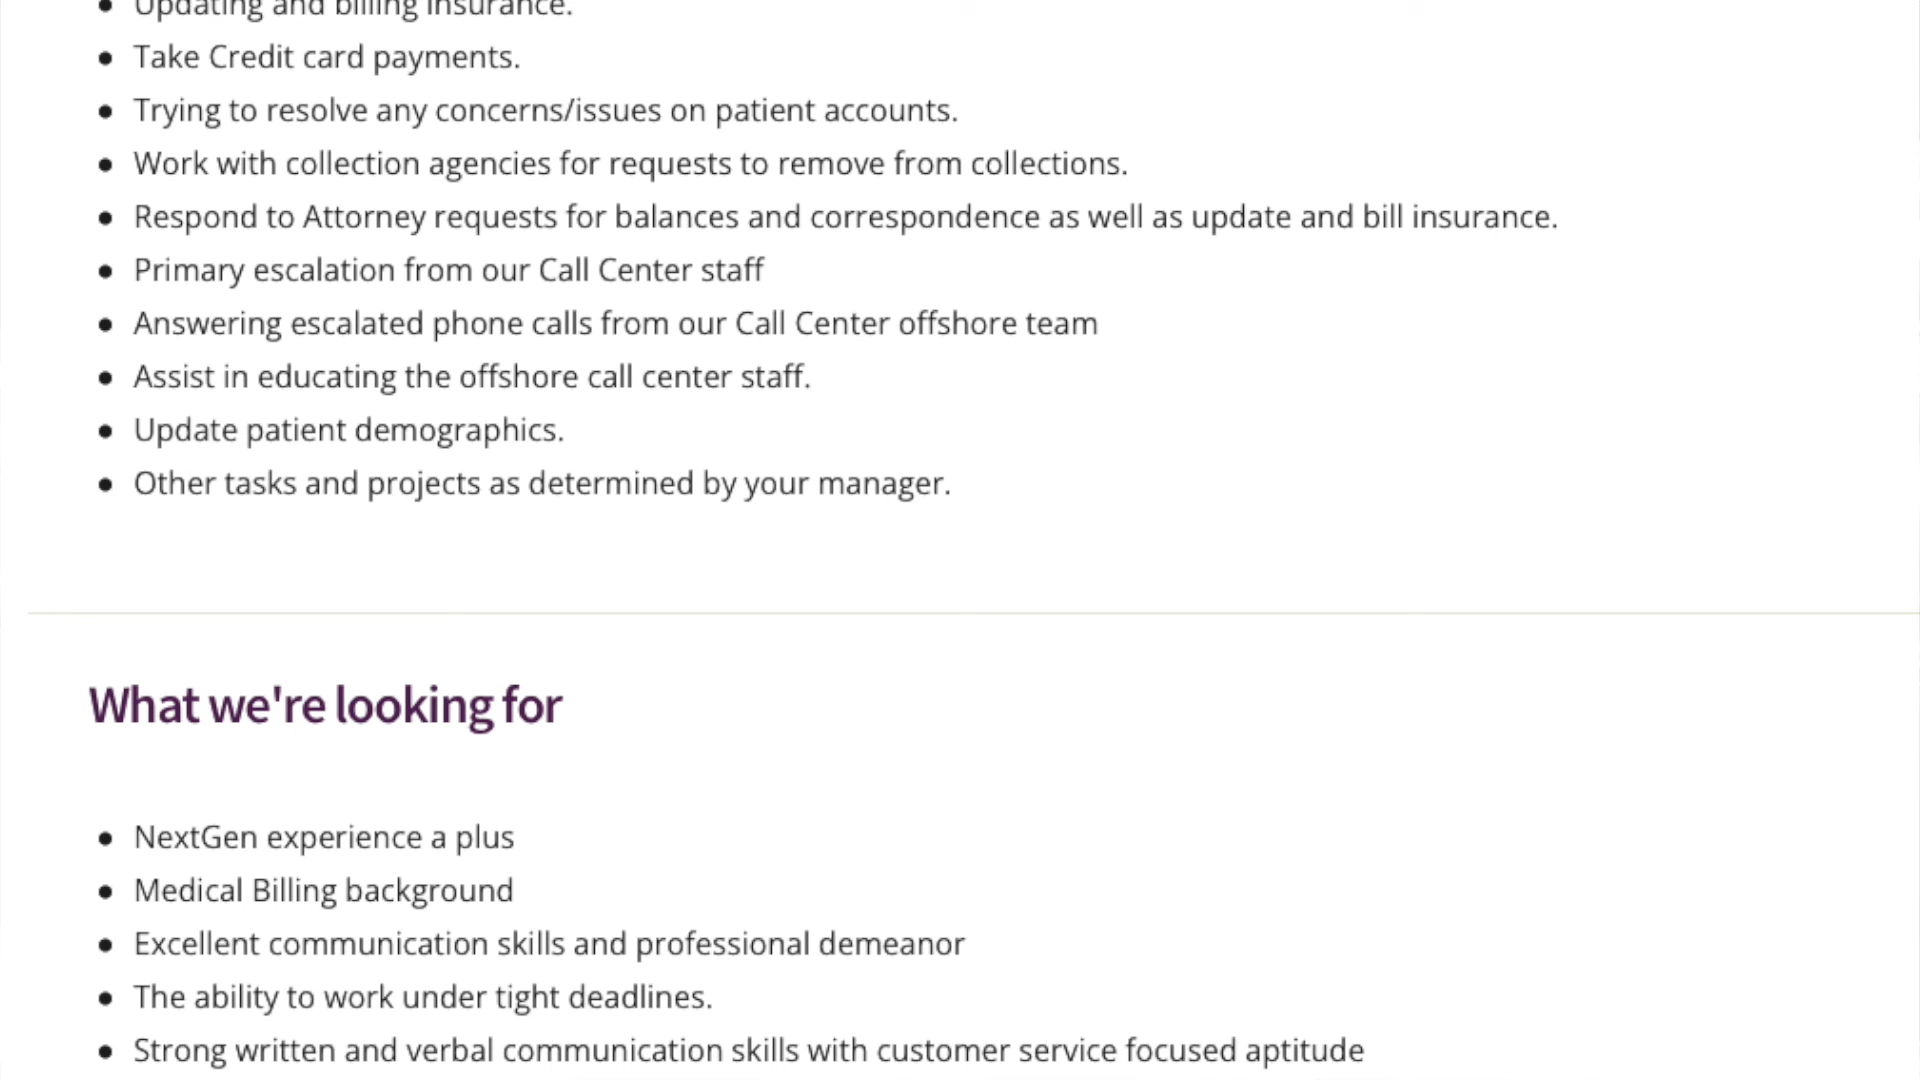 Updating and billing insurance.
Take Credit card payments.
Trying to resolve any concerns/issues on patient accounts.
Work with collection agencies for requests to remove from collections.
Respond to Attorney requests for balances and correspondence as well as update and bill insurance.
Primary escalation from our Call Center staff
Answering escalated phone calls from our Call Center offshore team
Assist in educating the offshore call center staff.
Update patient demographics.
Other tasks and projects as determined by your manager.
What we're looking for
NextGen experience a plus
Medical Billing background
Excellent communication skills and professional demeanor
The ability to work under tight deadlines.
Strong written and verbal communication skills with customer service focused aptitude